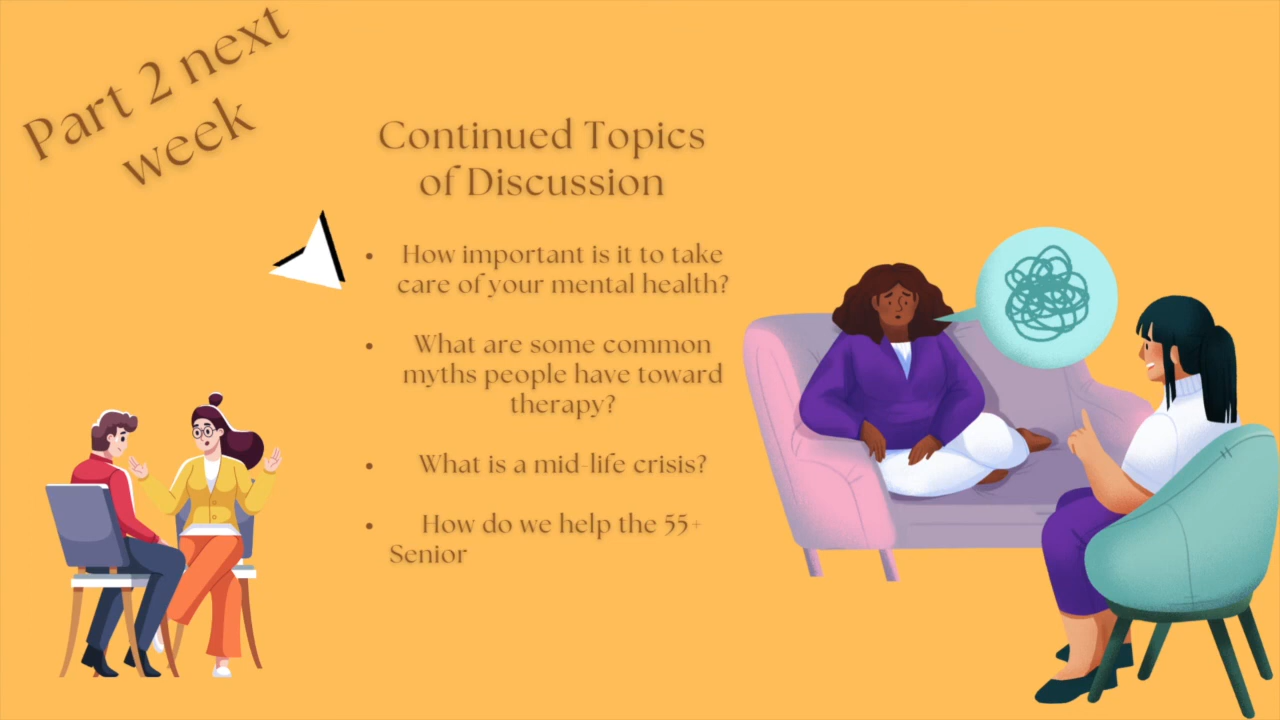 Part 2 next
week
Continued Topics
of Discussion
• How important is it to take
care of your mental health?
• What are some common
myths people have toward
therapy?
• What is a mid-life crisis?
• How do we help the 55+
Senior